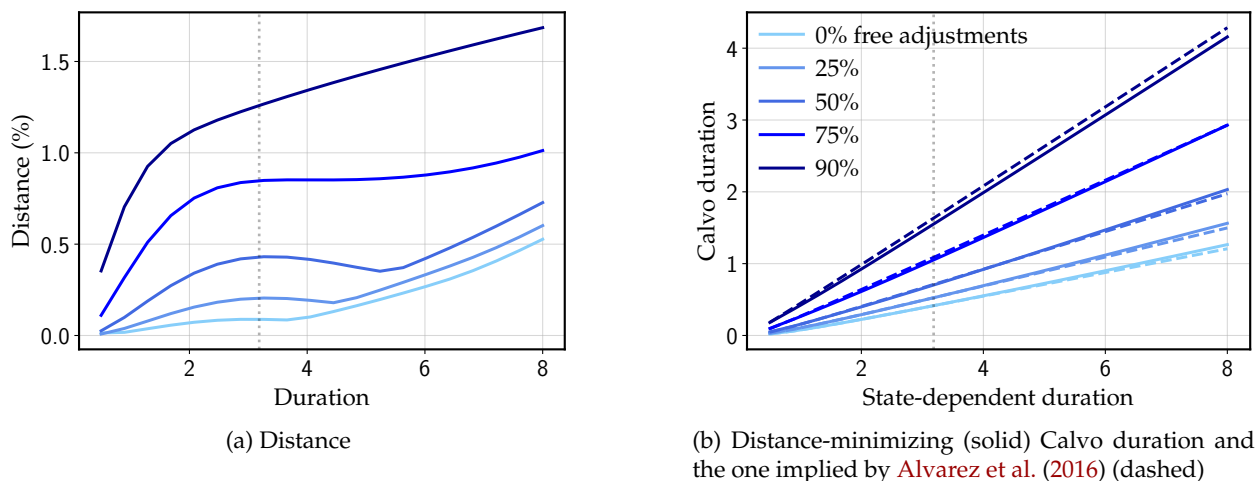 1.5
1.0
0.5
0.0
Distance (%)
2 4 6 8
Duration
(a) Distance
4
3
2
1
0
Calvo duration
0% free adjustments
25%
50%
75%
90%
2 4 6 8
State-dependent duration
(b) Distance-minimizing (solid) Calvo duration and
the one implied by Alvarez et al. (2016) (dashed)